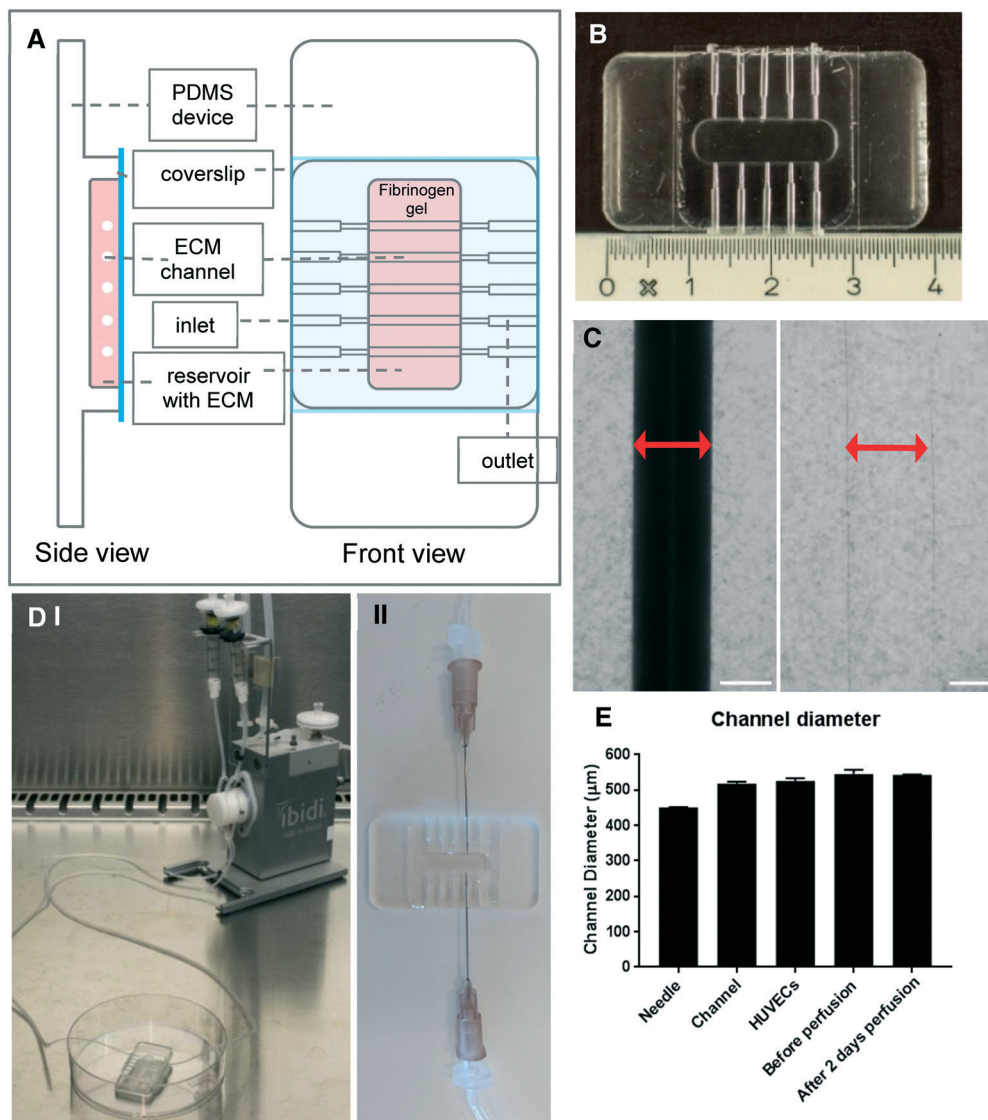 A
PDMS
device
coverslip
ECM
channel
inlet
reservoir
with ECM
Fibrinogen
gel
outlet
Side view
Front view
B
0
1
2
3
4
C
D I
ibidi
II
E
Channel diameter
Channel Diameter (µm)
600
500
400
300
200
100
0
Needle
Channel
HUVECs
Before perfusion
After 2 days perfusion